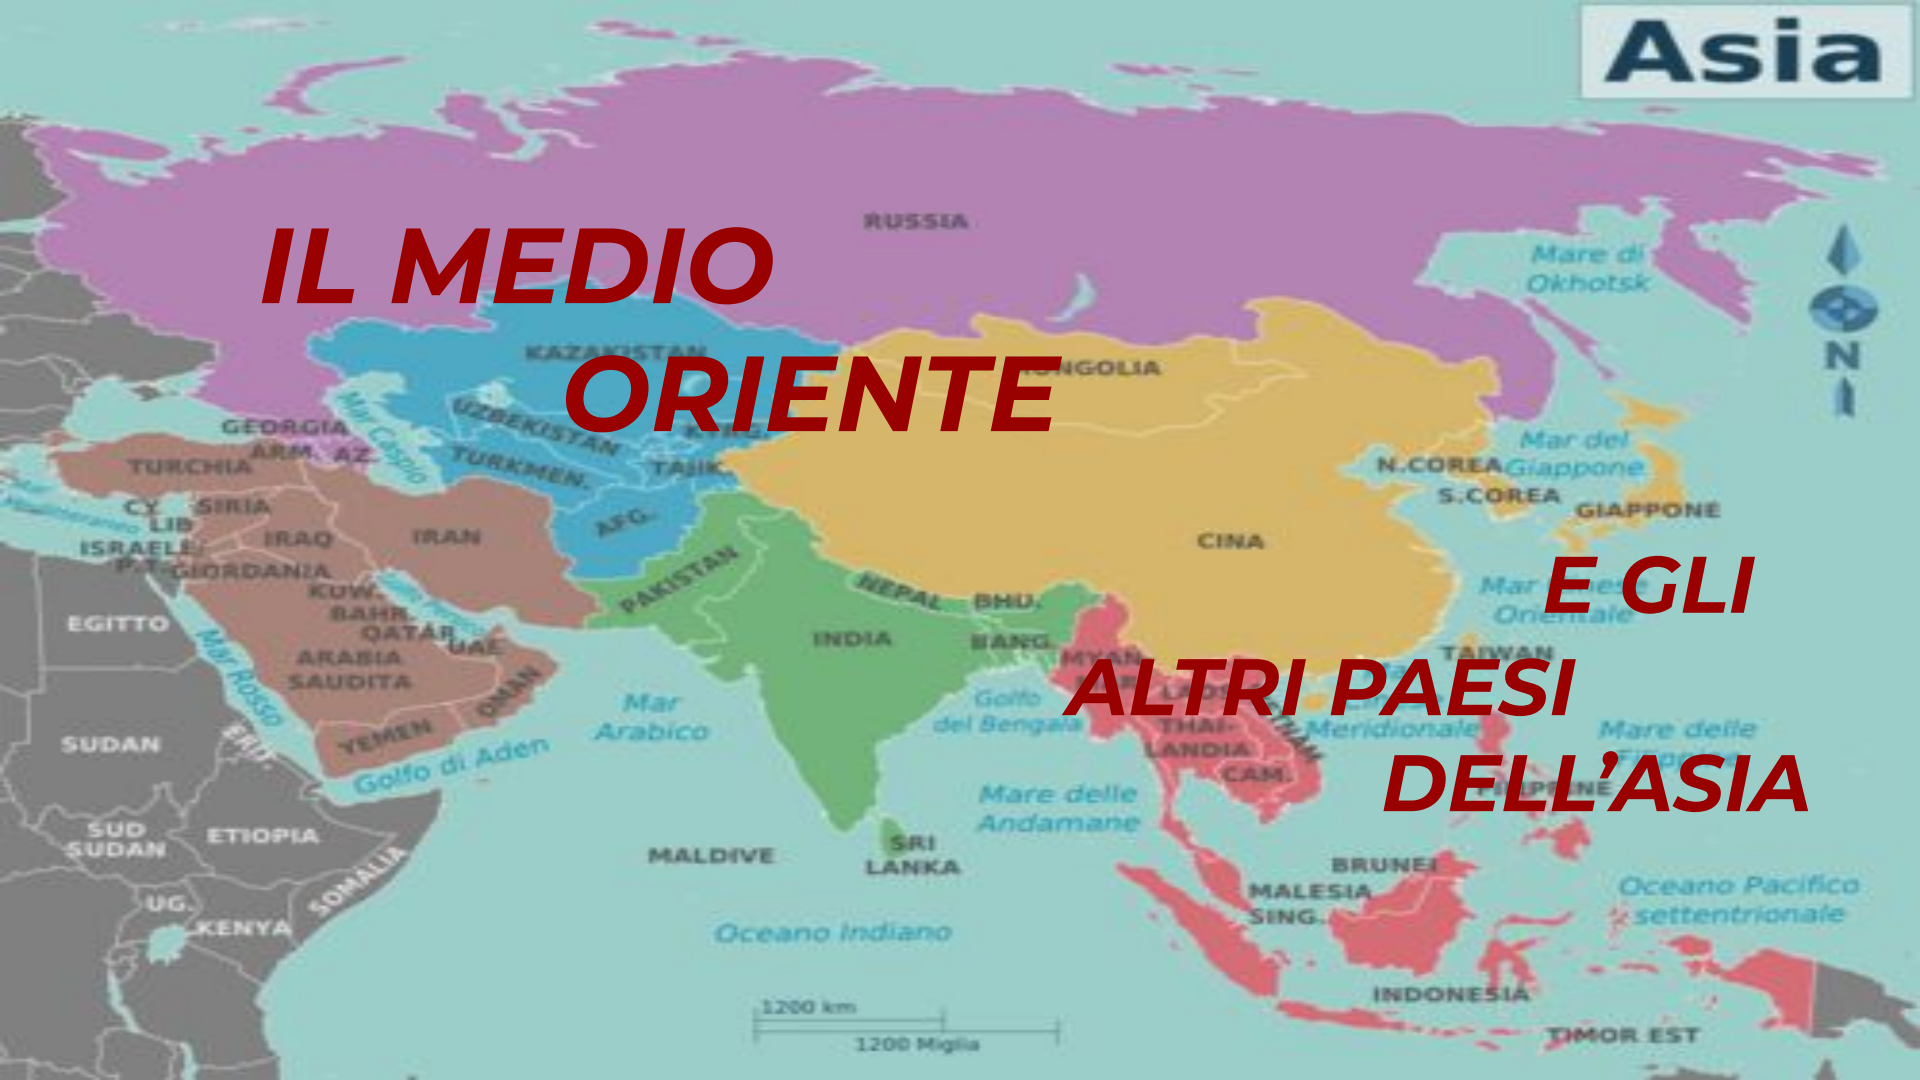 Asia
IL MEDIO
ORIENTE
E GLI
ALTRI PAESI
DELL’ASIA
RUSSIA
Mare di
Okhotsk
N
KAZAKISTAN
UZBEKISTAN
TURKMEN.
TAJIK.
AFG.
GEORGIA
ARM.
AZ.
Mar Caspio
TURCHIA
CY.
SIRIA
LIB
ISRAELE/
GIORDANIA
IRAQ
IRAN
KUW.
BAHR.
QATAR
UAE
ARABIA
SAUDITA
OMAN
YEMEN
Golfo di Aden
Mar Rosso
EGITTO
SUDAN
ERIT.
SUD
SUDAN
ETIOPIA
SOMALIA
UG.
KENYA
PAKISTAN
NEPAL
BHU.
INDIA
BANG.
Mar
Arabico
Golfo
del Bengala
Mare delle
Andamane
MALDIVE
SRI
LANKA
Oceano Indiano
1200 km
1200 Miglia
CINA
N.COREA
S.COREA
Mar del
Giappone
GIAPPONE
Orientale
TAIWAN
Meridionale
Mare delle
THAI-
LANDIA
CAM.
BRUNEI
MALESIA
SING.
INDONESIA
TIMOR EST
Oceano Pacifico
settentrionale